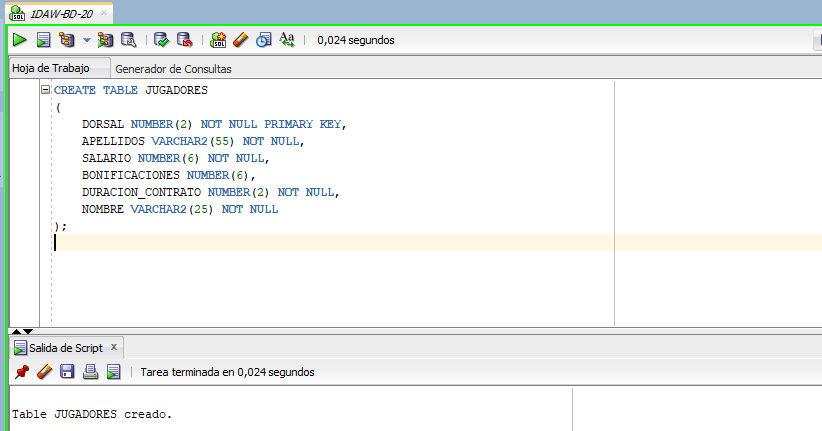 1DAW-BD-20
0,024 segundos
Hoja de Trabajo Generador de Consultas
CREATE TABLE JUGADORES
(
DORSAL NUMBER(2) NOT NULL PRIMARY KEY,
APELLIDOS VARCHAR2(55) NOT NULL,
SALARIO NUMBER(6) NOT NULL,
BONIFICACIONES NUMBER(6),
DURACION_CONTRATO NUMBER(2) NOT NULL,
NOMBRE VARCHAR2(25) NOT NULL
);
Salida de Script x
Tarea terminada en 0,024 segundos
Table JUGADORES creado.